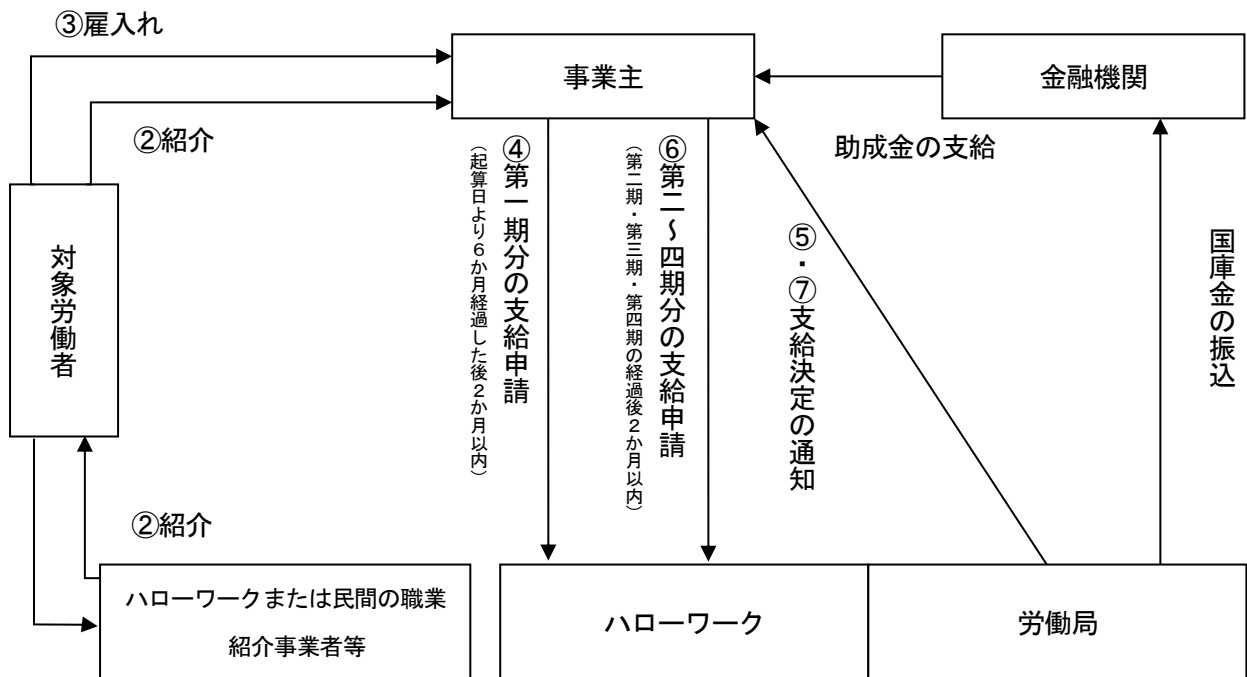 ③雇入れ
事業主
金融機関
②紹介
助成金の支給
対象労働者
④第一期分の支給申請
（起算日より６か月経過した後２か月以内）
⑥第二～四期分の支給申請
（第二期・第三期・第四期の経過後２か月以内）
⑤・⑦支給決定の通知
国庫金の振込
②紹介
ハローワークまたは民間の職業
紹介事業者等
ハローワーク
労働局